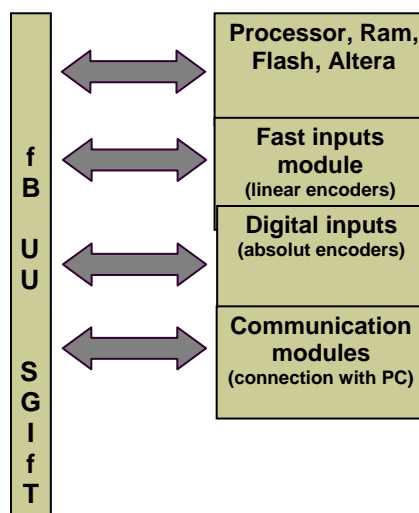 Processor, Ram,
Flash, Altera
Fast inputs
module
(linear encoders)
Digital inputs
(absolut encoders)
Communication
modules
(connection with PC)
f
B
U
U
S
G
I
f
T